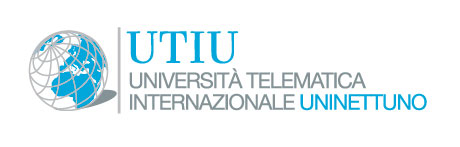 UTIU
UNIVERSITÀ TELEMATICA
INTERNAZIONALE UNINETTUNO